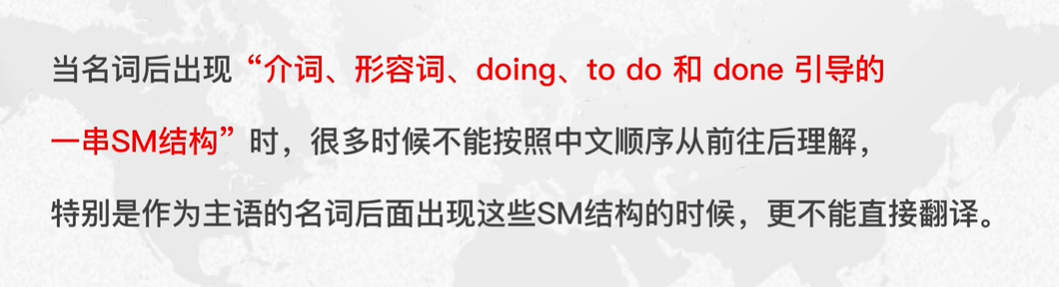 当名词后出现 “介词、形容词、doing、to do 和 done 引导的
一串SM结构” 时，很多时候不能按照中文顺序从前往后理解，
特别是作为主语的名词后面出现这些SM结构的时候，更不能直接翻译。